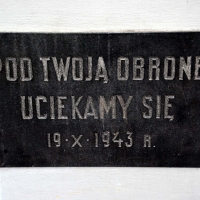 POD TWOJĄ OBRONĘ
UCIEKAMY SIĘ
19·X·1943 R.